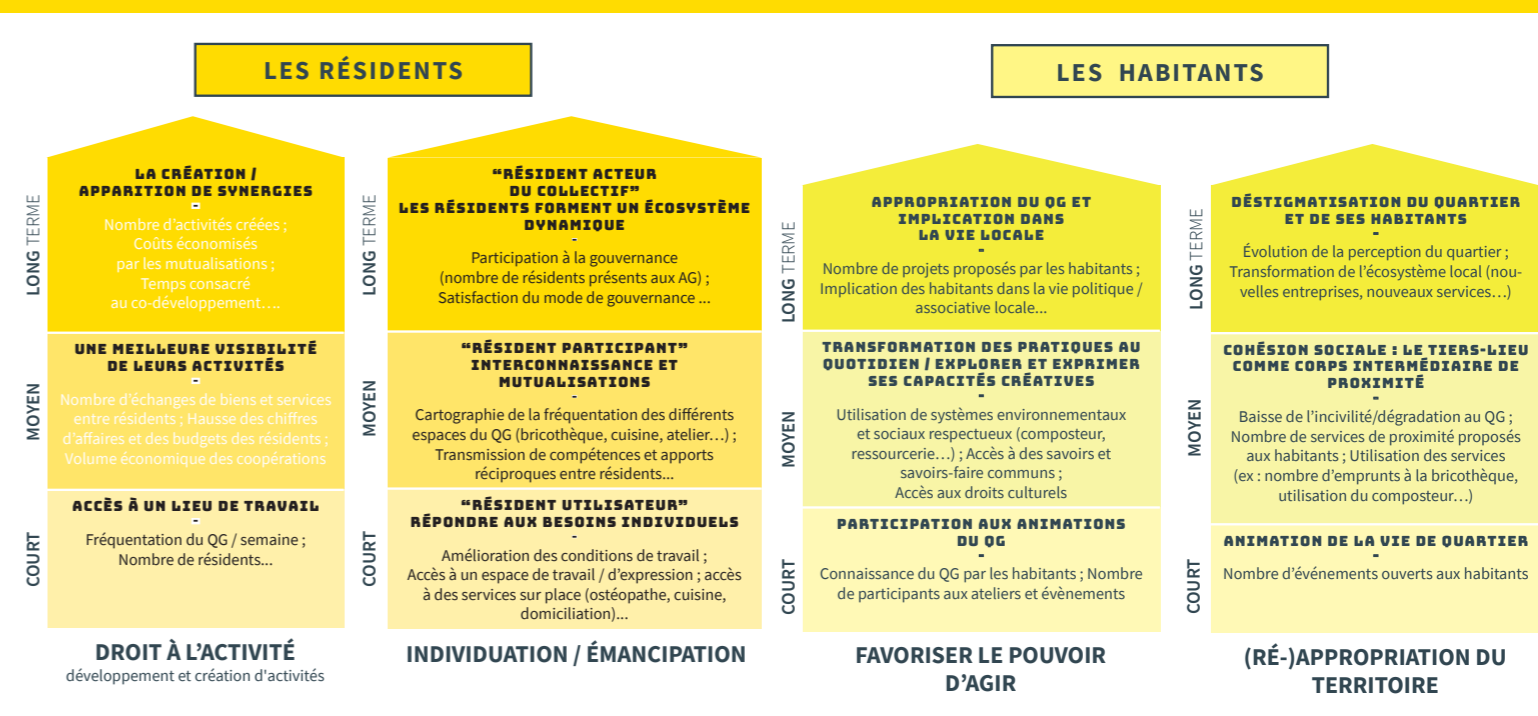 LES RÉSIDENTS
LONG TERME
LA CRÉATION /
APPARITION DE SYNERGIES
-
Nombre d'activités créées ;
Coûts économisés
par les mutualisations ;
Temps consacré
au co-développement….
MOYEN
UNE MEILLEURE VISIBILITÉ
DE LEURS ACTIVITÉS
-
Nombre d'échanges de biens et services
entre résidents ; Hausse des chiffres
d'affaires et des budgets des résidents ;
Volume économique des coopérations
COURT
ACCÈS À UN LIEU DE TRAVAIL
-
Fréquentation du QG / semaine ;
Nombre de résidents...
DROIT À L'ACTIVITÉ
développement et création d'activités
LONG TERME
“RÉSIDENT ACTEUR
DU COLLECTIF”
LES RÉSIDENTS FORMENT UN ÉCOSYSTÈME
DYNAMIQUE
-
Participation à la gouvernance
(nombre de résidents présents aux AG) ;
Satisfaction du mode de gouvernance ...
MOYEN
“RÉSIDENT PARTICIPANT”
INTERCONNAISSANCE ET
MUTUALISATIONS
-
Cartographie de la fréquentation des différents
espaces du QG (bricothèque, cuisine, atelier…) ;
Transmission de compétences et apports
réciproques entre résidents...
COURT
“RÉSIDENT UTILISATEUR”
RÉPONDRE AUX BESOINS INDIVIDUELS
-
Amélioration des conditions de travail ;
Accès à un espace de travail / d'expression ; accès
à des services sur place (ostéopathe, cuisine,
domiciliation)...
INDIVIDUATION / ÉMANCIPATION
LES HABITANTS
LONG TERME
APPROPRIATION DU QG ET
IMPLICATION DANS
LA VIE LOCALE
-
Nombre de projets proposés par les habitants ;
Implication des habitants dans la vie politique /
associative locale...
MOYEN
TRANSFORMATION DES PRATIQUES AU
QUOTIDIEN / EXPLORER ET EXPRIMER
SES CAPACITÉS CRÉATIVES
-
Utilisation de systèmes environnementaux
et sociaux respectueux (composteur,
ressourcerie…) ; Accès à des savoirs et
savoirs-faire communs ;
Accès aux droits culturels
COURT
PARTICIPATION AUX ANIMATIONS
DU QG
-
Connaissance du QG par les habitants ; Nombre
de participants aux ateliers et évènements
FAVORISER LE POUVOIR
D'AGIR
LONG TERME
DÉSTIGMATISATION DU QUARTIER
ET DE SES HABITANTS
-
Évolution de la perception du quartier ;
Transformation de l'écosystème local (nou-
velles entreprises, nouveaux services…)
MOYEN
COHÉSION SOCIALE : LE TIERS-LIEU
COMME CORPS INTERMÉDIAIRE DE
PROXIMITÉ
-
Baisse de l'incivilité/dégradation au QG ;
Nombre de services de proximité proposés
aux habitants ; Utilisation des services
(ex : nombre d'emprunts à la bricothèque,
utilisation du composteur…)
COURT
ANIMATION DE LA VIE DE QUARTIER
-
Nombre d'événements ouverts aux habitants
(RÉ-)APPROPRIATION DU
TERRITOIRE